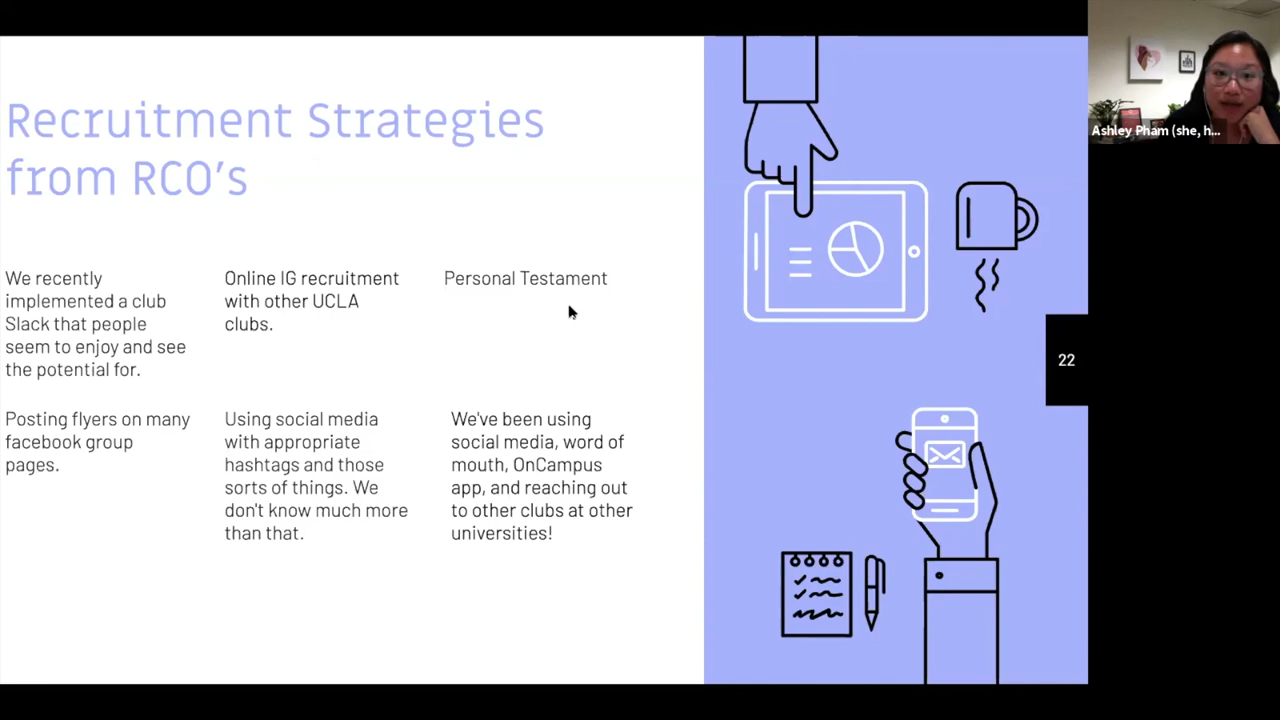 Recruitment Strategies
from RCO's
We recently
implemented a club
Slack that people
seem to enjoy and see
the potential for.
Online IG recruitment
with other UCLA
clubs.
Personal Testament
Posting flyers on many
facebook group
pages.
Using social media
with appropriate
hashtags and those
sorts of things. We
don't know much more
than that.
We've been using
social media, word of
mouth, OnCampus
app, and reaching out
to other clubs at other
universities!
22
Ashley Pham (she, h...